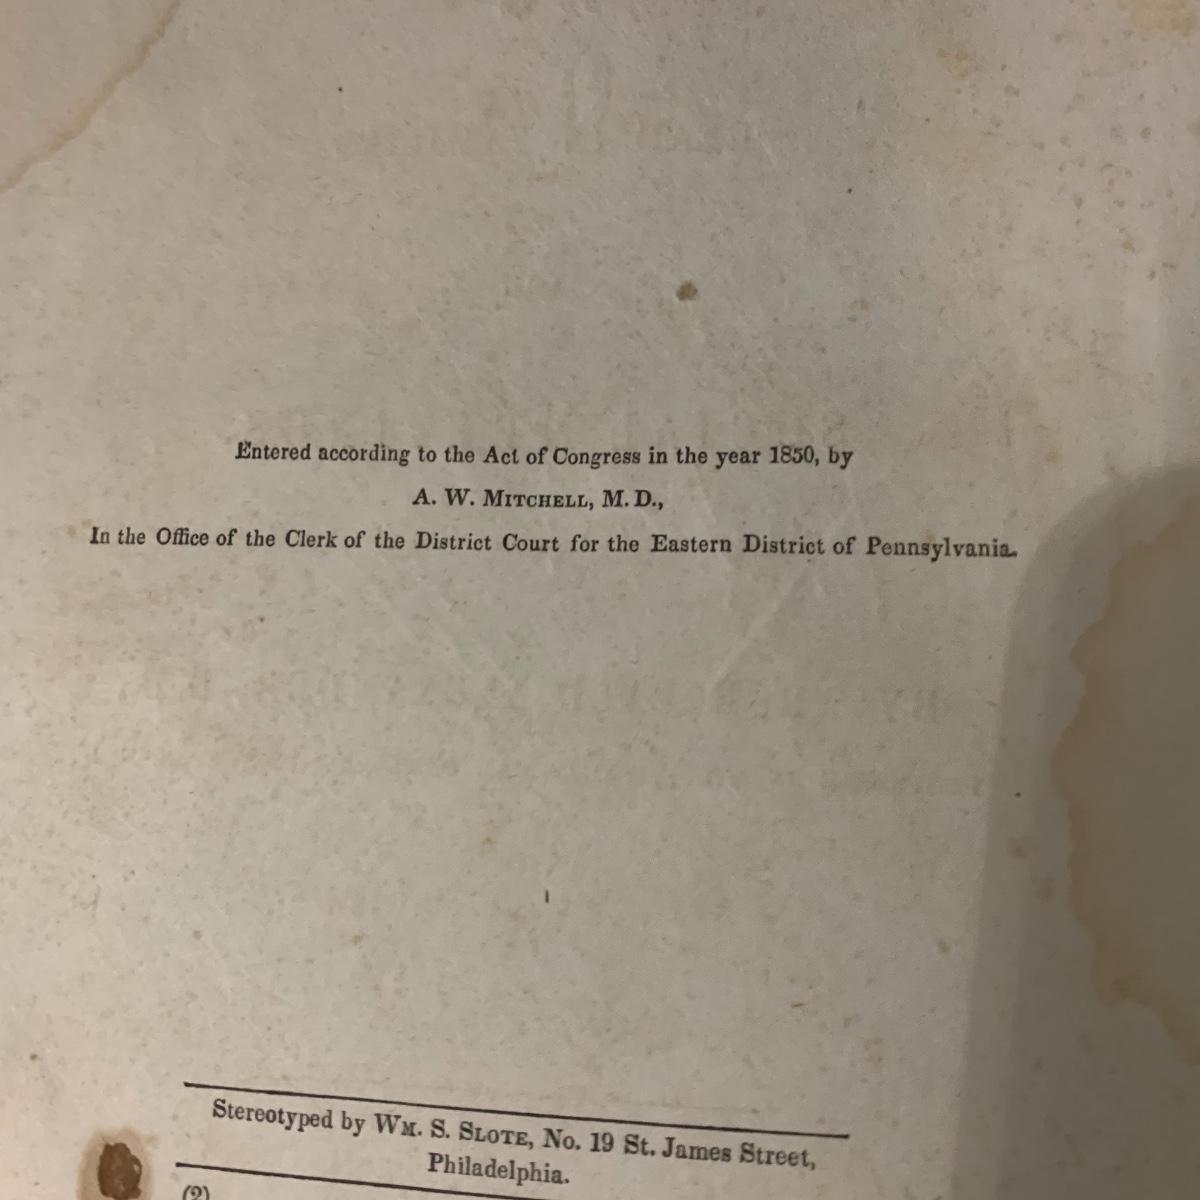 Entered according to the Act of Congress in the year 1850, by
A. W. MITCHELL, M. D.,
In the Office of the Clerk of the District Court for the Eastern District of Pennsylvania.
Stereotyped by WM. S. SLOTE, No. 19 St. James Street,
Philadelphia.
(2)